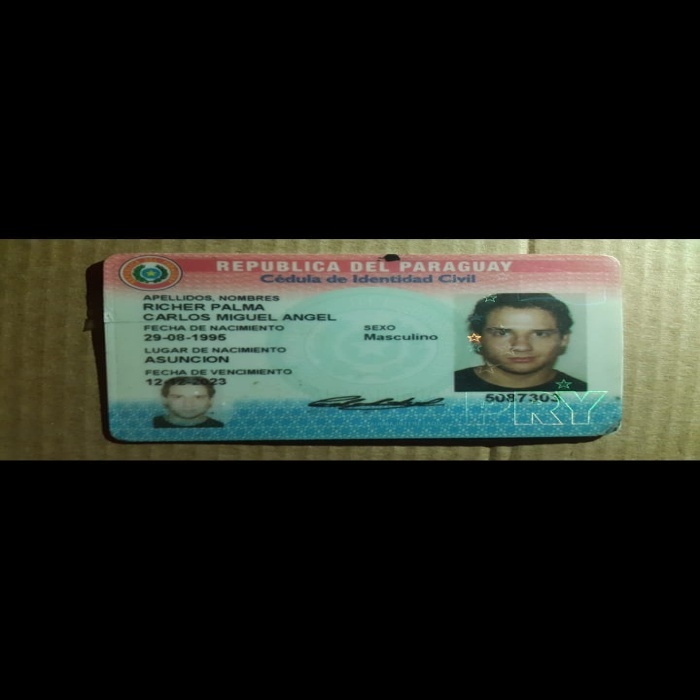 REPUBLICA DEL PARAGUAY
Cédula de Identidad Civil
APELLIDOS, NOMBRES
RICHER PALMA
CARLOS MIGUEL ANGEL
FECHA DE NACIMIENTO
29-08-1995
SEXO
Masculino
LUGAR DE NACIMIENTO
ASUNCION
FECHA DE VENCIMIENTO
12-12-2023
5087303
PRY